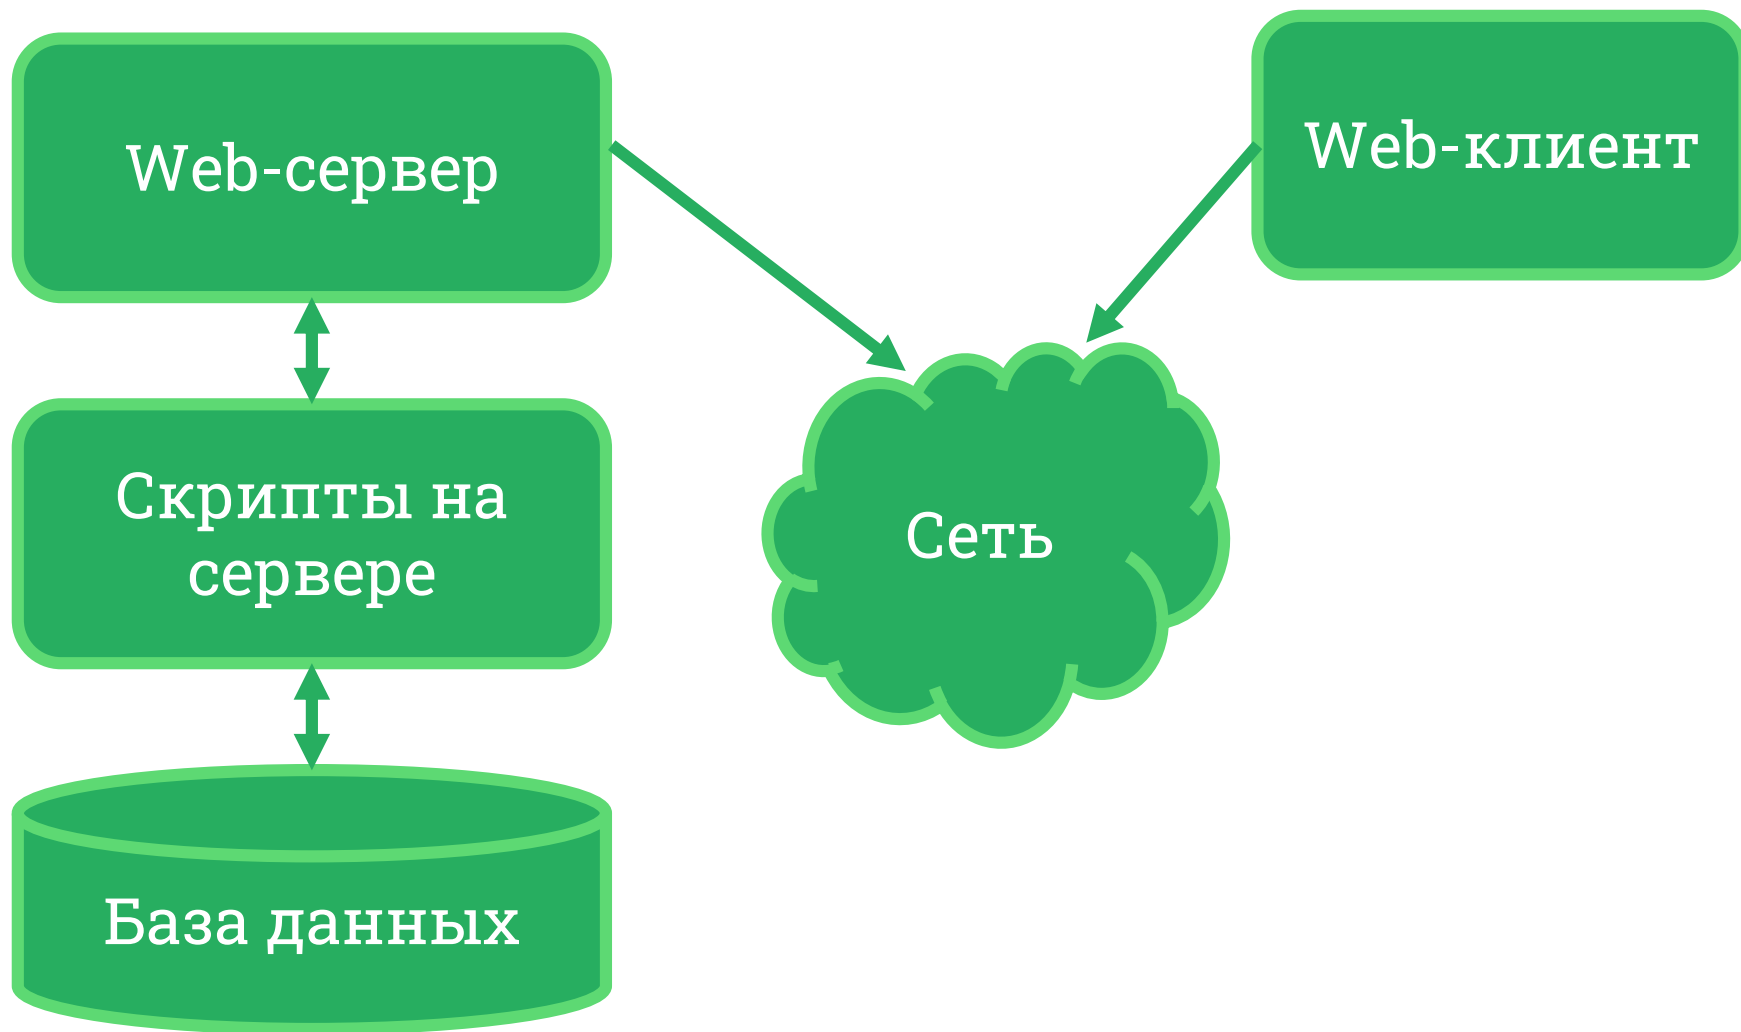 Web-сервер
Web-клиент
Скрипты на
сервере
Сеть
База данных